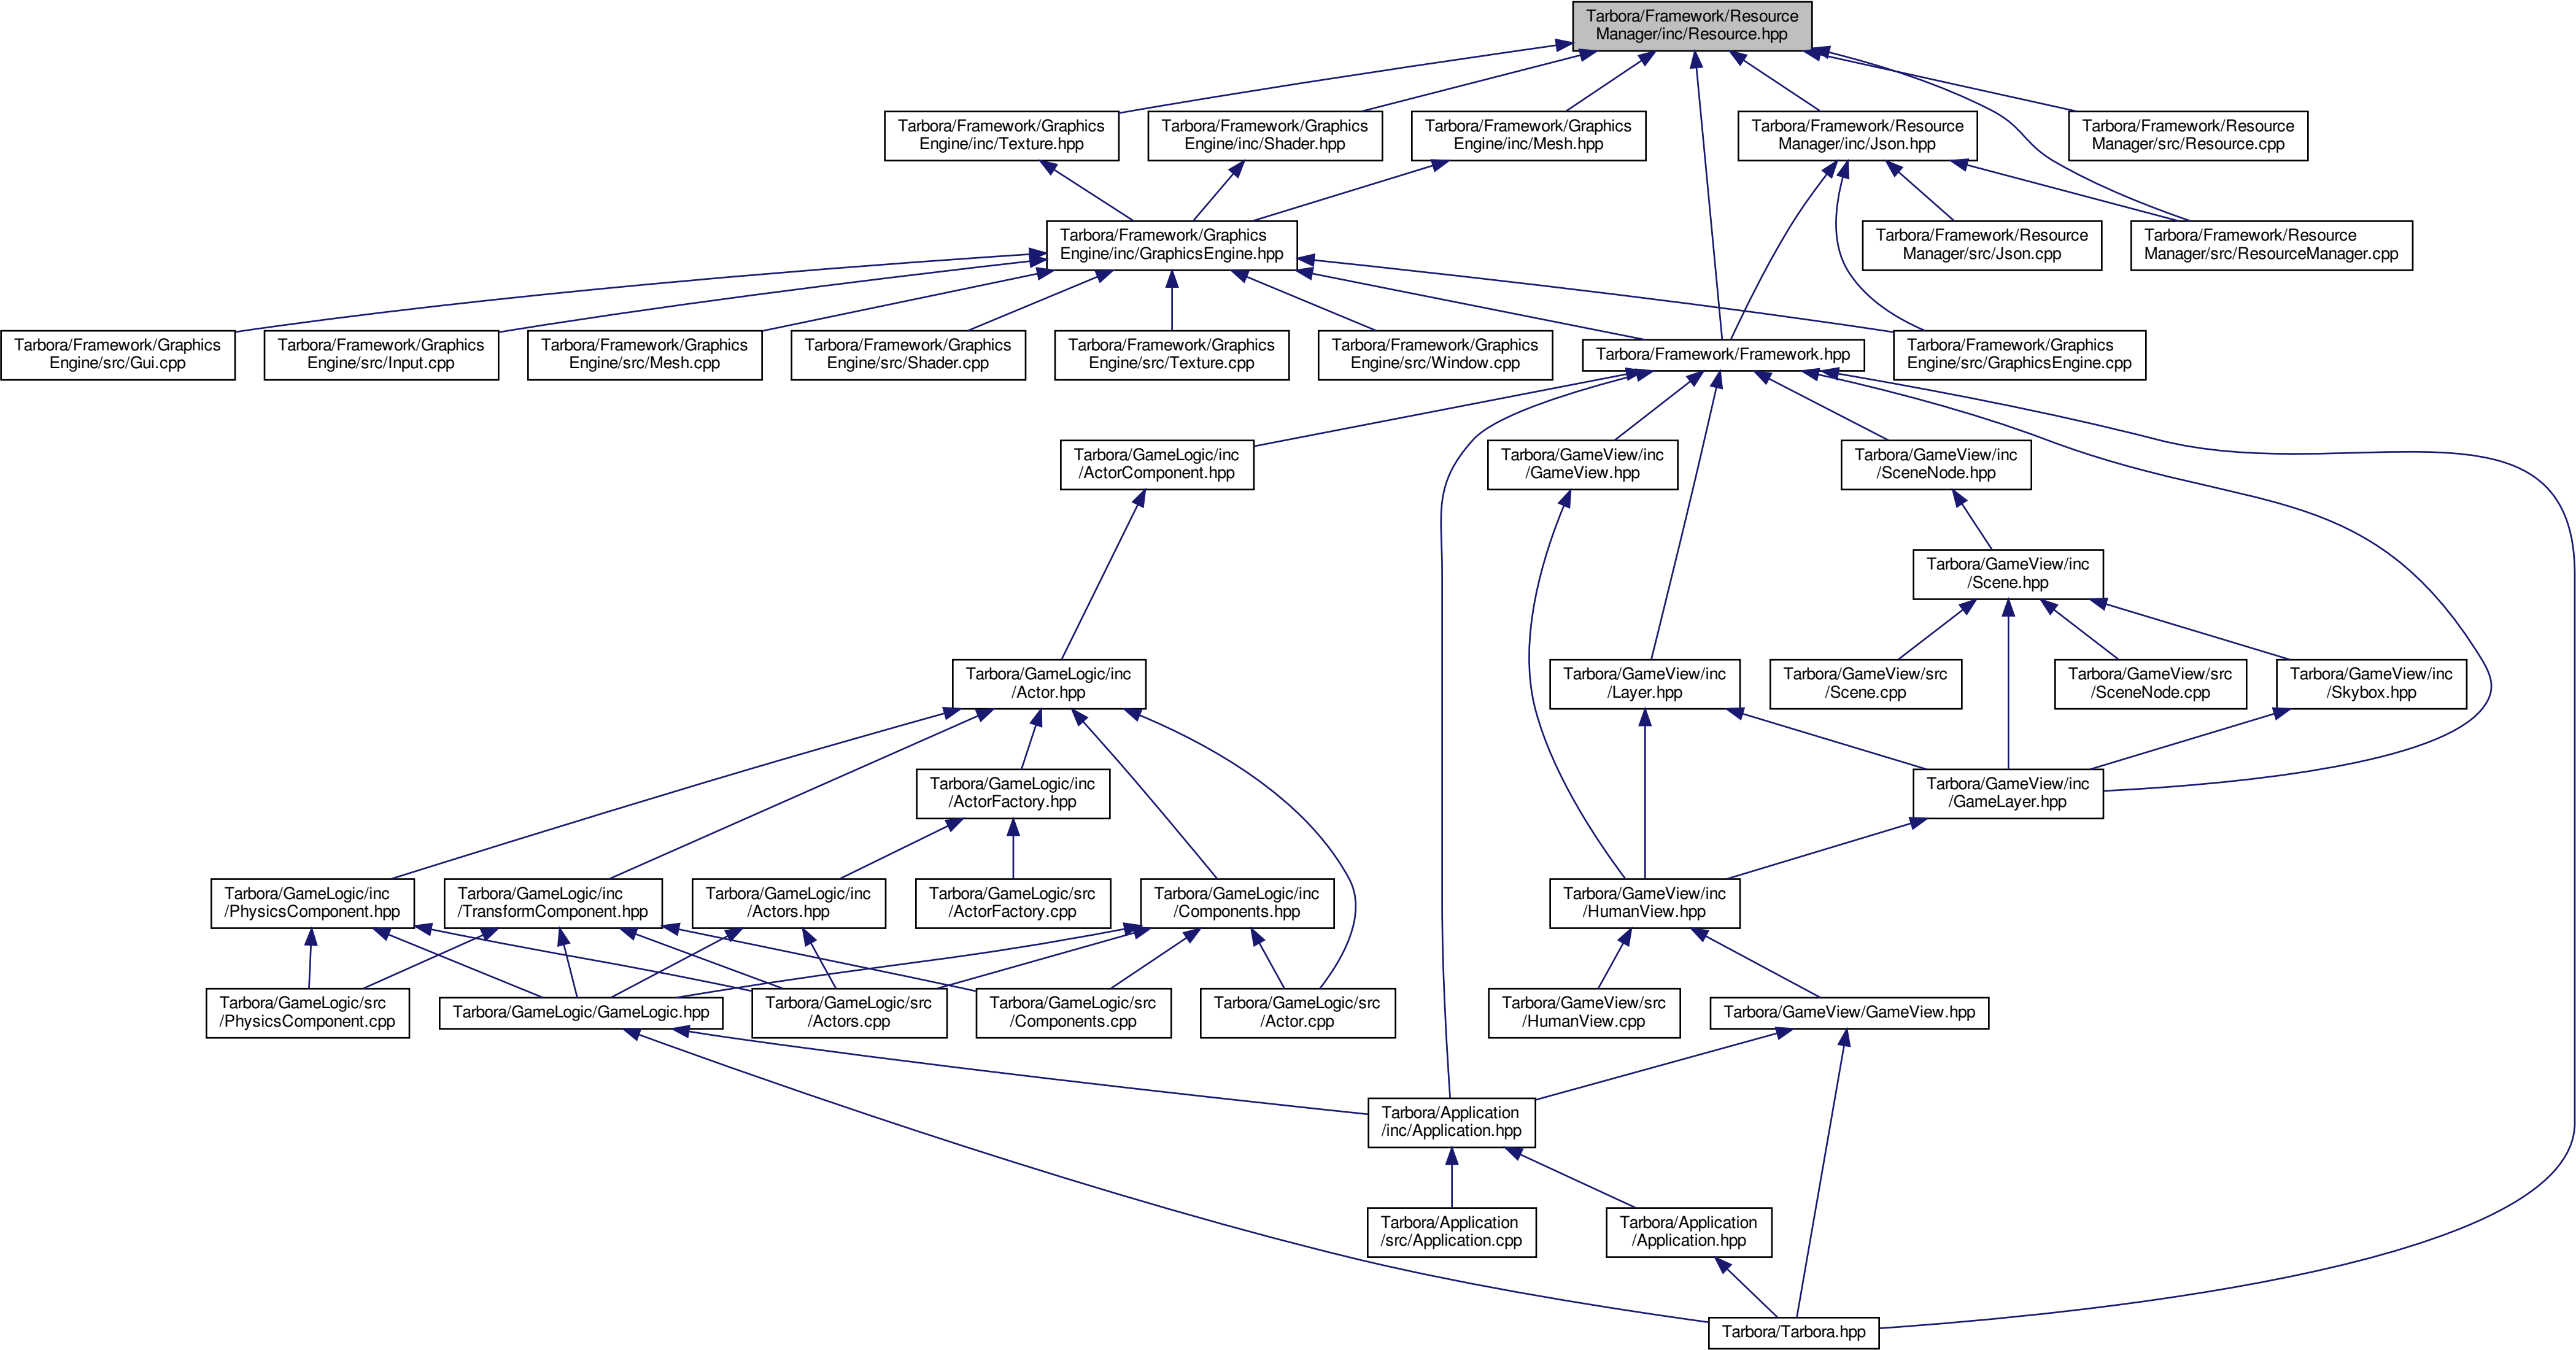 Tarbora/Framework/Resource
Manager/inc/Resource.hpp
Tarbora/Framework/Graphics
Engine/inc/Texture.hpp
Tarbora/Framework/Graphics
Engine/inc/Shader.hpp
Tarbora/Framework/Graphics
Engine/inc/Mesh.hpp
Tarbora/Framework/Resource
Manager/inc/Json.hpp
Tarbora/Framework/Resource
Manager/src/Resource.cpp
Tarbora/Framework/Graphics
Engine/inc/GraphicsEngine.hpp
Tarbora/Framework/Resource
Manager/src/Json.cpp
Tarbora/Framework/Resource
Manager/src/ResourceManager.cpp
Tarbora/Framework/Graphics
Engine/src/Gui.cpp
Tarbora/Framework/Graphics
Engine/src/Input.cpp
Tarbora/Framework/Graphics
Engine/src/Mesh.cpp
Tarbora/Framework/Graphics
Engine/src/Shader.cpp
Tarbora/Framework/Graphics
Engine/src/Texture.cpp
Tarbora/Framework/Graphics
Engine/src/Window.cpp
Tarbora/Framework/Framework.hpp
Tarbora/Framework/Graphics
Engine/src/GraphicsEngine.cpp
Tarbora/GameLogic/inc
/ActorComponent.hpp
Tarbora/GameView/inc
/GameView.hpp
Tarbora/GameView/inc
/SceneNode.hpp
Tarbora/GameView/inc
/Scene.hpp
Tarbora/GameLogic/inc
/Actor.hpp
Tarbora/GameView/inc
/Layer.hpp
Tarbora/GameView/src
/Scene.cpp
Tarbora/GameView/src
/SceneNode.cpp
Tarbora/GameView/inc
/Skybox.hpp
Tarbora/GameLogic/inc
/ActorFactory.hpp
Tarbora/GameView/inc
/GameLayer.hpp
Tarbora/GameLogic/inc
/PhysicsComponent.hpp
Tarbora/GameLogic/inc
/TransformComponent.hpp
Tarbora/GameLogic/inc
/Actors.hpp
Tarbora/GameLogic/src
/ActorFactory.cpp
Tarbora/GameLogic/inc
/Components.hpp
Tarbora/GameView/inc
/HumanView.hpp
Tarbora/GameLogic/src
/PhysicsComponent.cpp
Tarbora/GameLogic/GameLogic.hpp
Tarbora/GameLogic/src
/Actors.cpp
Tarbora/GameLogic/src
/Components.cpp
Tarbora/GameLogic/src
/Actor.cpp
Tarbora/GameView/src
/HumanView.cpp
Tarbora/GameView/GameView.hpp
Tarbora/Application
/inc/Application.hpp
Tarbora/Application
/src/Application.cpp
Tarbora/Application
/Application.hpp
Tarbora/Tarbora.hpp